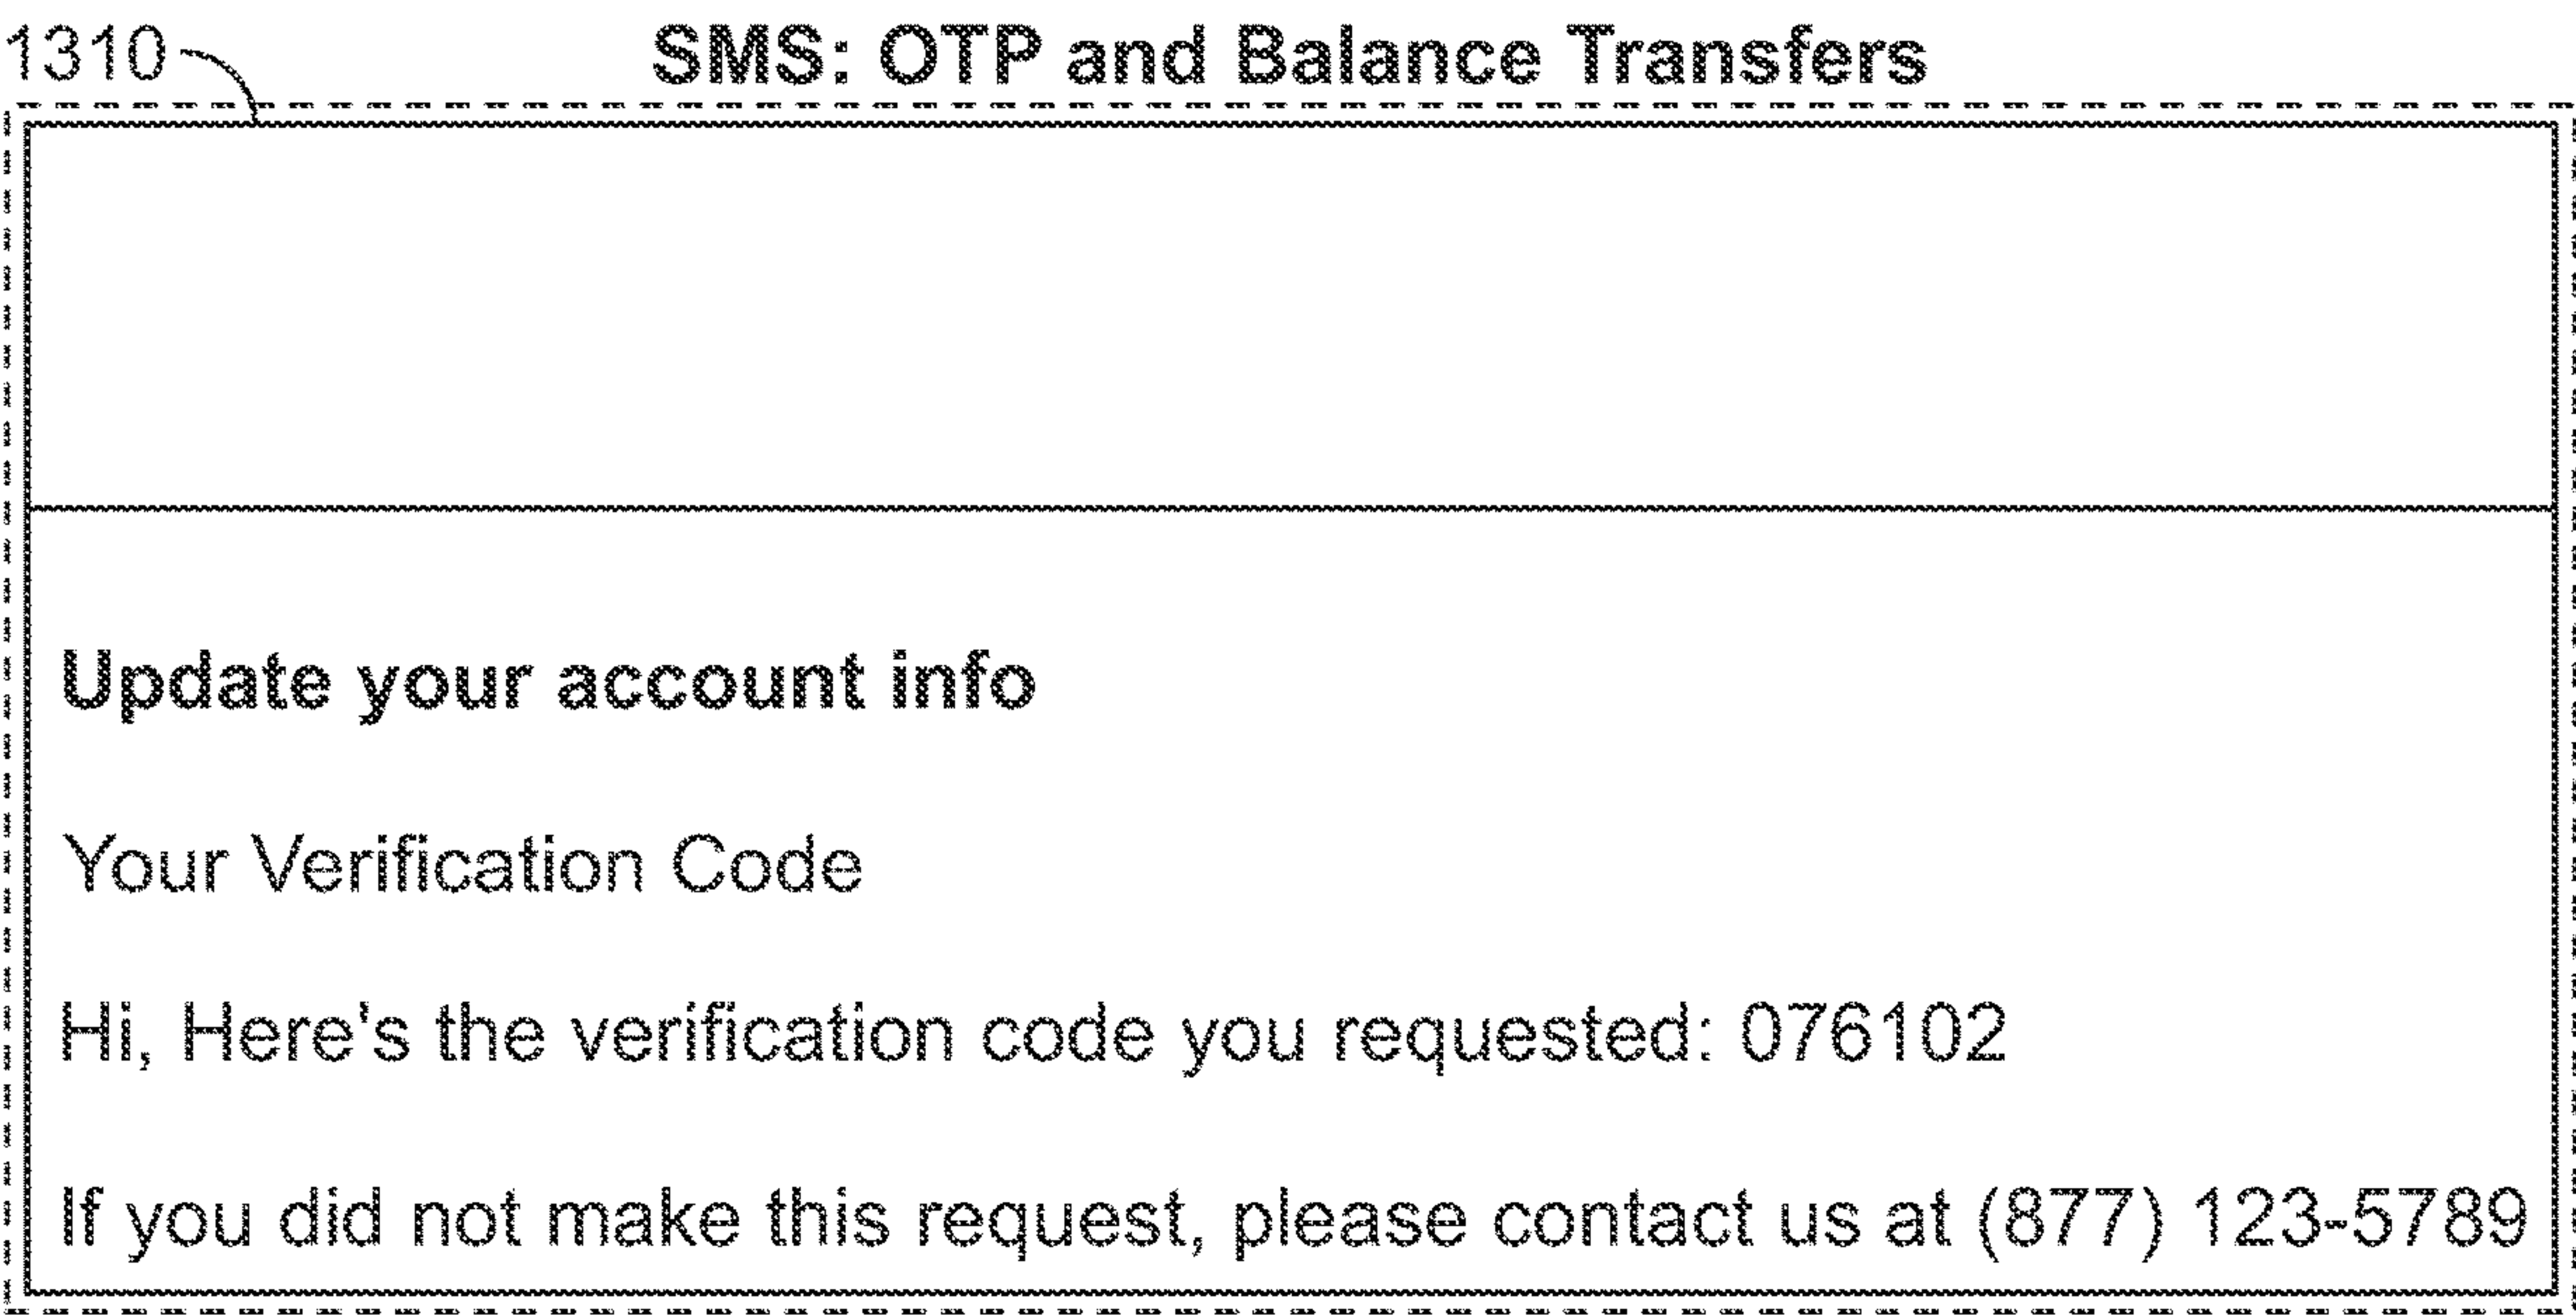 1310
SMS: OTP and Balance Transfers
Update your account info
Your Verification Code
Hi, Here's the verification code you requested: 076102
If you did not make this request, please contact us at (877) 123-5789